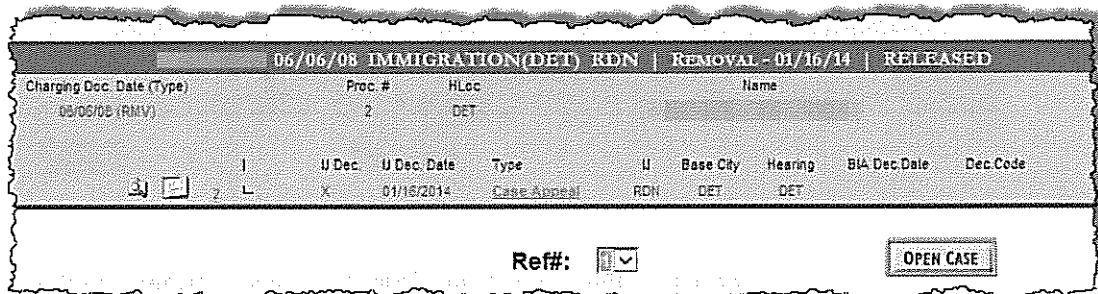 06/06/08 IMMIGRATION(DET) RDN | REMOVAL - 01/16/14 | RELEASED
Charging Doc. Date (Type) Proc. # HLoc Name
06/06/08 (RMV) 2 DET
I IJ Dec. IJ Dec. Date Type IJ Base City Hearing BIA Dec.Date Dec.Code
2 L X 01/16/2014 Case Appeal RDN DET DET
Ref#: 1 OPEN CASE